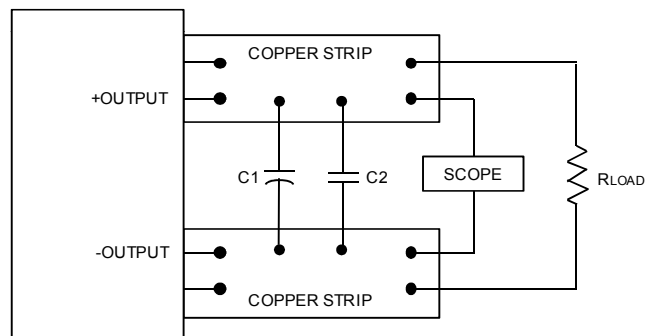 COPPER STRIP
+OUTPUT
C1
C2
SCOPE
RLOAD
-OUTPUT
COPPER STRIP